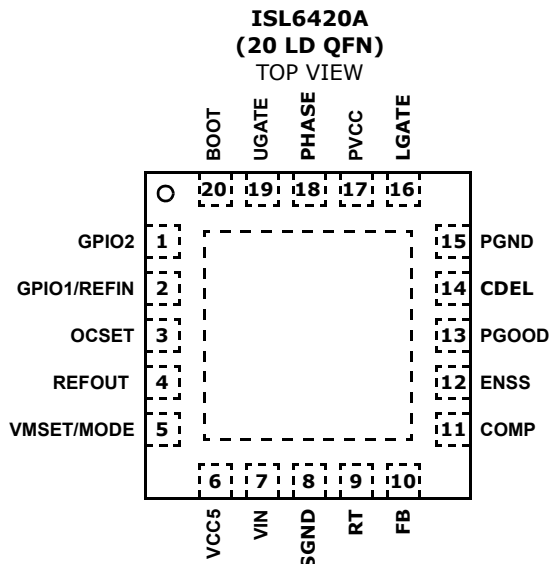 ISL6420A
(20 LD QFN)
TOP VIEW
BOOT
UGATE
PHASE
PVCC
LGATE
20 19 18 17 16
GPIO2 1
GPIO1/REFIN 2
OCSET 3
REFOUT 4
VMSET/MODE 5
15 PGND
14 CDEL
13 PGOOD
12 ENSS
11 COMP
6 7 8 9 10
VCC5
VIN
SGND
RT
FB